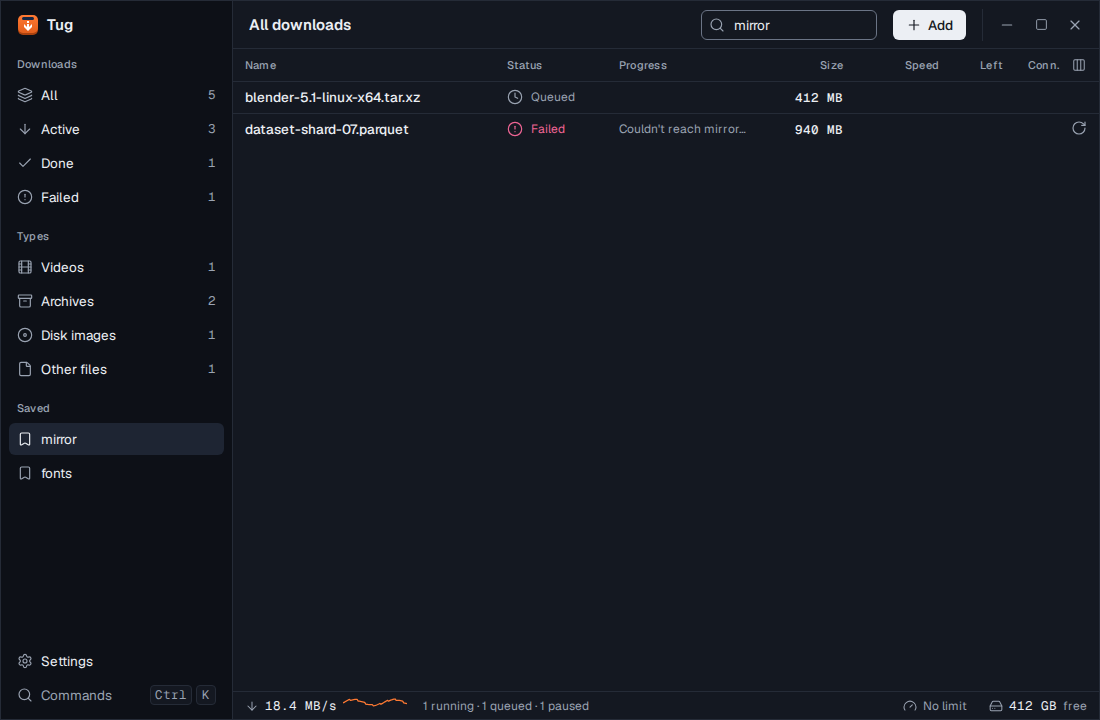 Tug
All downloads
mirror
Add
Downloads
All 5
Active 3
Done 1
Failed 1
Types
Videos 1
Archives 2
Disk images 1
Other files 1
Saved
mirror
fonts
Settings
Commands Ctrl K
Name Status Progress Size Speed Left Conn.
blender-5.1-linux-x64.tar.xz Queued 412 MB
dataset-shard-07.parquet Failed Couldn't reach mirror… 940 MB
18.4 MB/s 1 running · 1 queued · 1 paused No limit 412 GB free